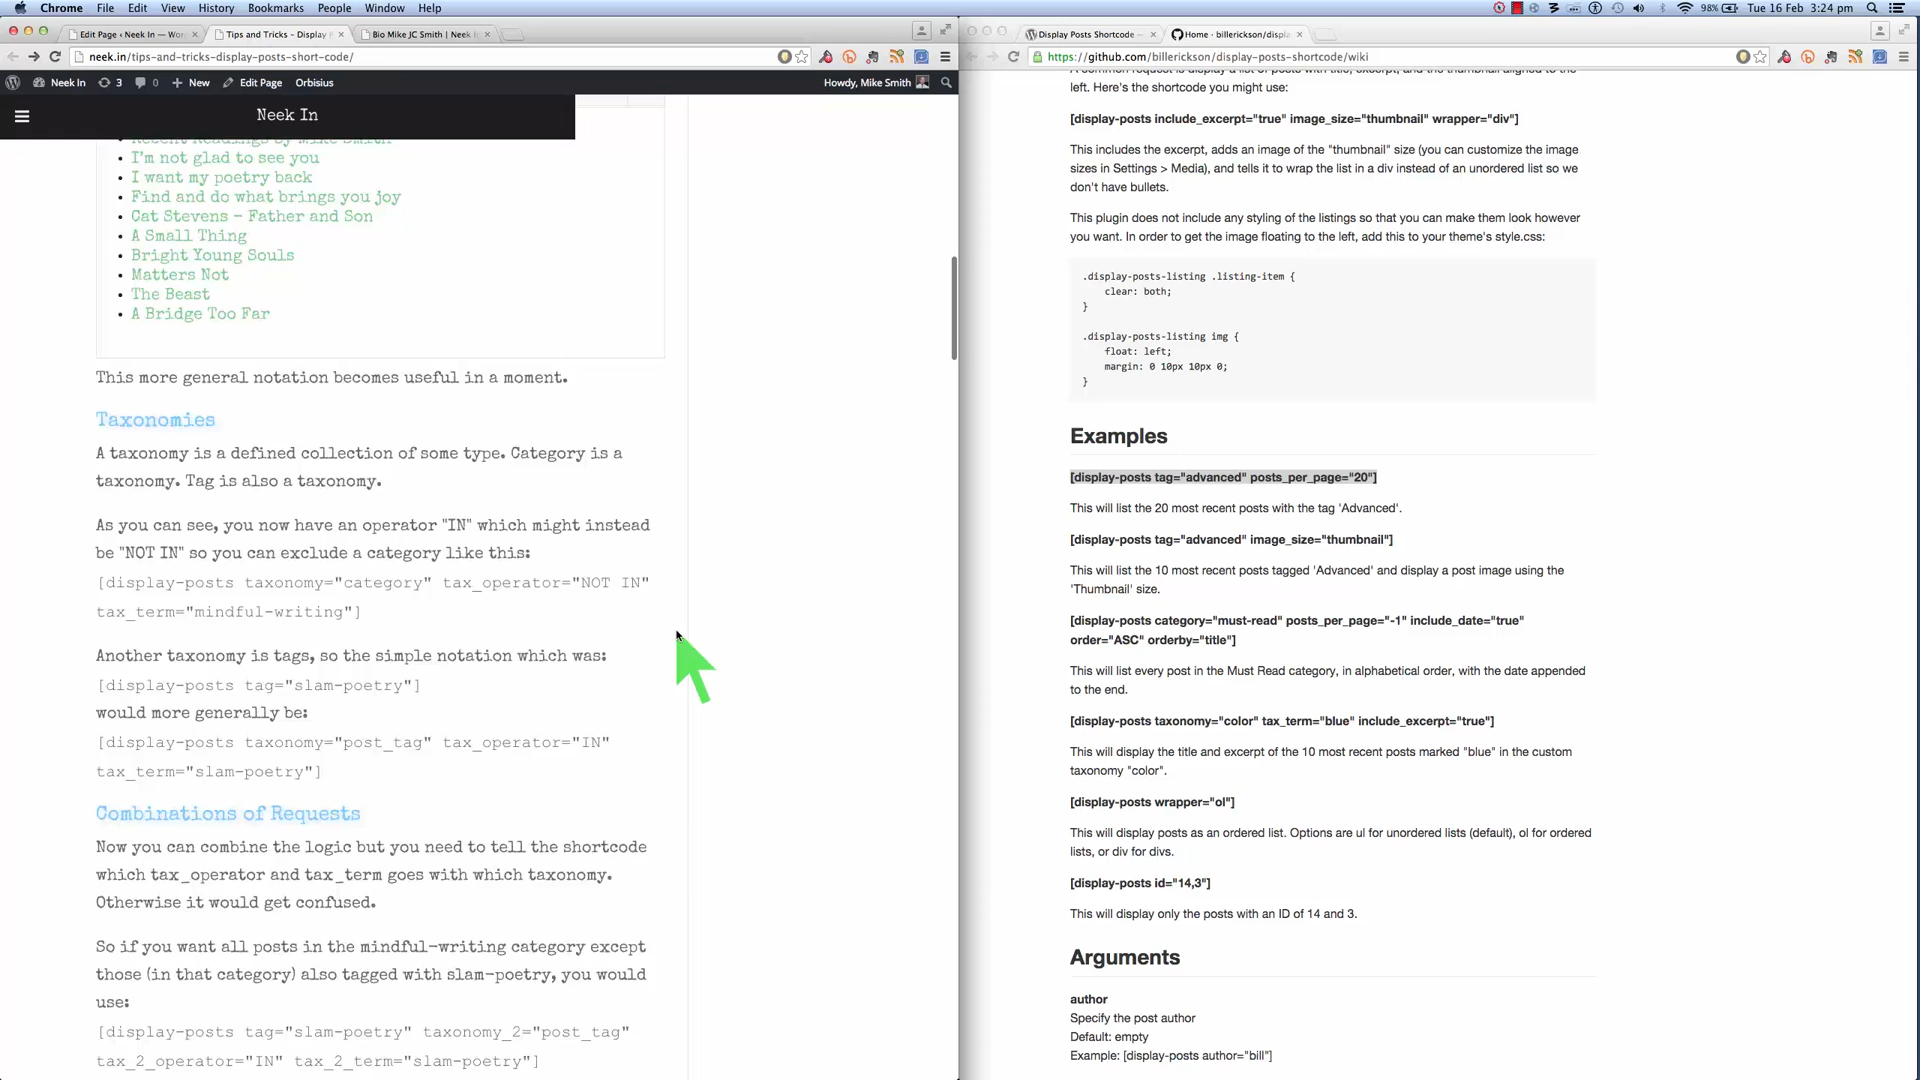 Chrome File Edit View History Bookmarks People Window Help
98% Tue 16 Feb 3:24 pm
Edit Page ‹ Neek In — Wor
Tips and Tricks - Display P
Bio Mike JC Smith | Neek I
neek.in/tips-and-tricks-display-posts-short-code/
Neek In 3 0 New Edit Page Orbisius Howdy, Mike Smith
Neek In
Recent Readings by Mike Smith
I'm not glad to see you
I want my poetry back
Find and do what brings you joy
Cat Stevens – Father and Son
A Small Thing
Bright Young Souls
Matters Not
The Beast
A Bridge Too Far
This more general notation becomes useful in a moment.
Taxonomies
A taxonomy is a defined collection of some type. Category is a
taxonomy. Tag is also a taxonomy.
As you can see, you now have an operator "IN" which might instead
be "NOT IN" so you can exclude a category like this:
[display-posts taxonomy="category" tax_operator="NOT IN"
tax_term="mindful-writing"]
Another taxonomy is tags, so the simple notation which was:
[display-posts tag="slam-poetry"]
would more generally be:
[display-posts taxonomy="post_tag" tax_operator="IN"
tax_term="slam-poetry"]
Combinations of Requests
Now you can combine the logic but you need to tell the shortcode
which tax_operator and tax_term goes with which taxonomy.
Otherwise it would get confused.
So if you want all posts in the mindful-writing category except
those (in that category) also tagged with slam-poetry, you would
use:
[display-posts tag="slam-poetry" taxonomy_2="post_tag"
tax_2_operator="IN" tax_2_term="slam-poetry"]
Display Posts Shortcode —
Home · billerickson/displa
https://github.com/billerickson/display-posts-shortcode/wiki
A common request is display a list of posts with title, excerpt, and the thumbnail aligned to the
left. Here's the shortcode you might use:
[display-posts include_excerpt="true" image_size="thumbnail" wrapper="div"]
This includes the excerpt, adds an image of the "thumbnail" size (you can customize the image
sizes in Settings > Media), and tells it to wrap the list in a div instead of an unordered list so we
don't have bullets.
This plugin does not include any styling of the listings so that you can make them look however
you want. In order to get the image floating to the left, add this to your theme's style.css:
.display-posts-listing .listing-item {
clear: both;
}
.display-posts-listing img {
float: left;
margin: 0 10px 10px 0;
}
Examples
[display-posts tag="advanced" posts_per_page="20"]
This will list the 20 most recent posts with the tag 'Advanced'.
[display-posts tag="advanced" image_size="thumbnail"]
This will list the 10 most recent posts tagged 'Advanced' and display a post image using the
'Thumbnail' size.
[display-posts category="must-read" posts_per_page="-1" include_date="true"
order="ASC" orderby="title"]
This will list every post in the Must Read category, in alphabetical order, with the date appended
to the end.
[display-posts taxonomy="color" tax_term="blue" include_excerpt="true"]
This will display the title and excerpt of the 10 most recent posts marked "blue" in the custom
taxonomy "color".
[display-posts wrapper="ol"]
This will display posts as an ordered list. Options are ul for unordered lists (default), ol for ordered
lists, or div for divs.
[display-posts id="14,3"]
This will display only the posts with an ID of 14 and 3.
Arguments
author
Specify the post author
Default: empty
Example: [display-posts author="bill"]